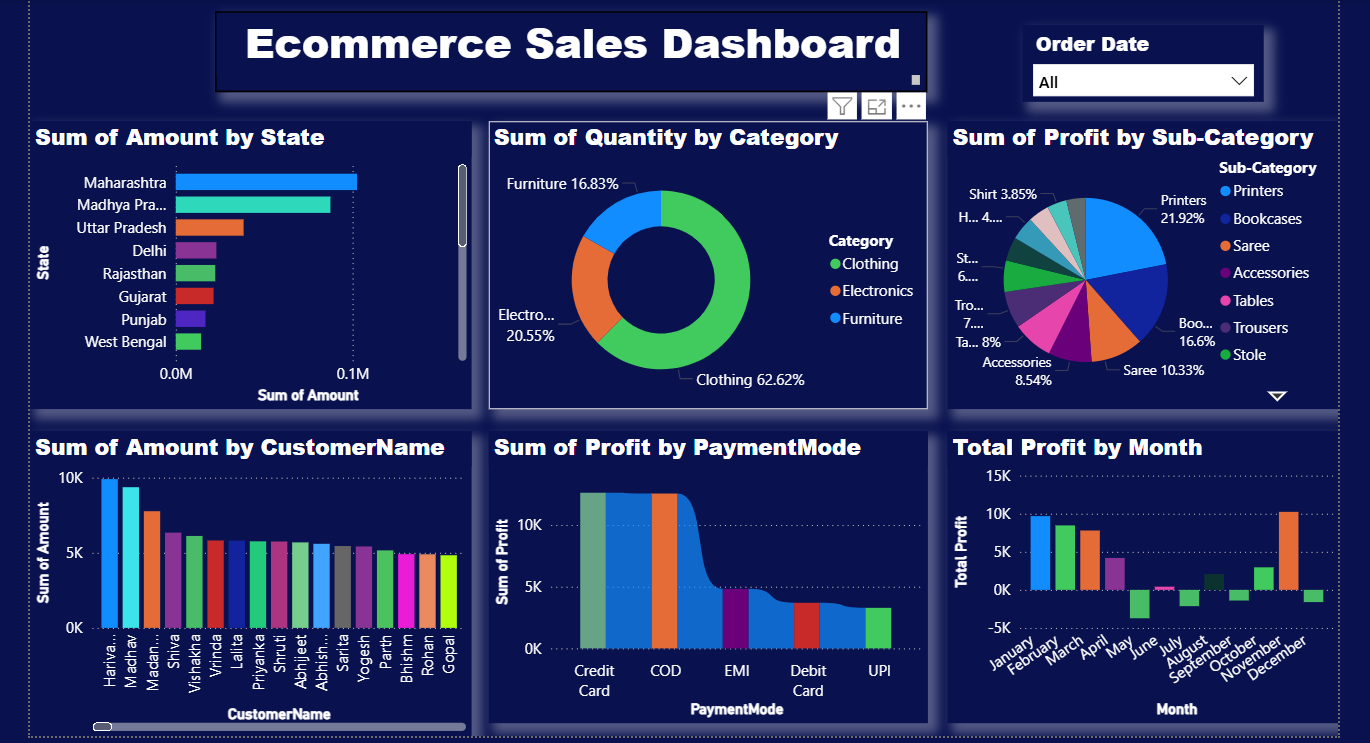 Ecommerce Sales Dashboard
Order Date
All
Sum of Amount by State
State
Maharashtra
Madhya Pra...
Uttar Pradesh
Delhi
Rajasthan
Gujarat
Punjab
West Bengal
0.0M 0.1M
Sum of Amount
Sum of Quantity by Category
Furniture 16.83%
Electro...
20.55%
Clothing 62.62%
Category
Clothing
Electronics
Furniture
Sum of Profit by Sub-Category
Shirt 3.85%
H... 4....
St...
6....
Tro...
7....
Ta... 8%
Accessories
8.54%
Saree 10.33%
Boo...
16.6%
Printers
21.92%
Sub-Category
Printers
Bookcases
Saree
Accessories
Tables
Trousers
Stole
Sum of Amount by CustomerName
Sum of Amount
10K
5K
0K
Hariva...
Madhav
Madan...
Shiva
Vishakha
Vrinda
Lalita
Priyanka
Shruti
Abhijeet
Abhish...
Sarita
Yogesh
Parth
Bhishm
Rohan
Gopal
CustomerName
Sum of Profit by PaymentMode
Sum of Profit
10K
5K
0K
Credit
Card
COD
EMI
Debit
Card
UPI
PaymentMode
Total Profit by Month
Total Profit
15K
10K
5K
0K
-5K
January
February
March
April
May
June
July
August
September
October
November
December
Month